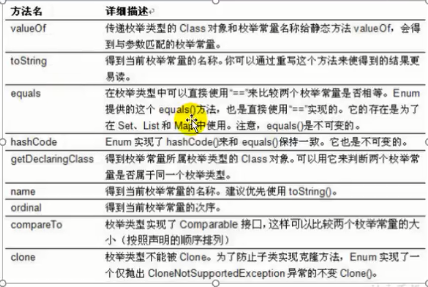 方法名 详细描述
valueOf 传递枚举类型的 Class 对象和枚举常量名称给静态方法 valueOf，会得
到与参数匹配的枚举常量。
toString 得到当前枚举常量的名称。你可以通过重写这个方法来使得到的结果更
易读。
equals 在枚举类型中可以直接使用"=="来比较两个枚举常量是否相等。Enum
提供的这个 equals()方法，也是直接使用"=="实现的。它的存在是为了
在 Set、List 和 Map 中使用。注意，equals()是不可变的。
hashCode Enum 实现了 hashCode()来和 equals()保持一致。它也是不可变的。
getDeclaringClass 得到枚举常量所属枚举类型的 Class 对象。可以用它来判断两个枚举常
量是否属于同一个枚举类型。
name 得到当前枚举常量的名称。建议优先使用 toString()。
ordinal 得到当前枚举常量的次序。
compareTo 枚举类型实现了 Comparable 接口，这样可以比较两个枚举常量的大
小（按照声明的顺序排列）
clone 枚举类型不能被 Clone。为了防止子类实现克隆方法，Enum 实现了一
个仅抛出 CloneNotSupportedException 异常的不变 Clone()。